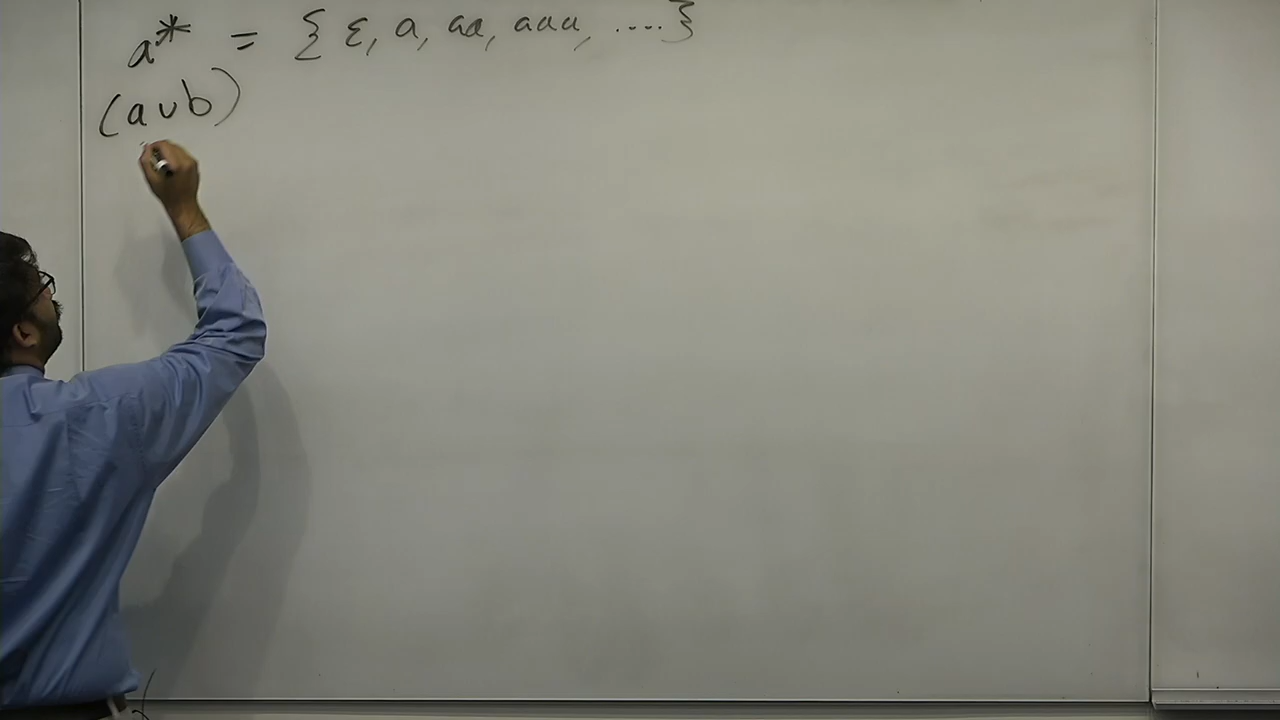 a* = { ε, a, aa, aaa, ....}
(a∪b)